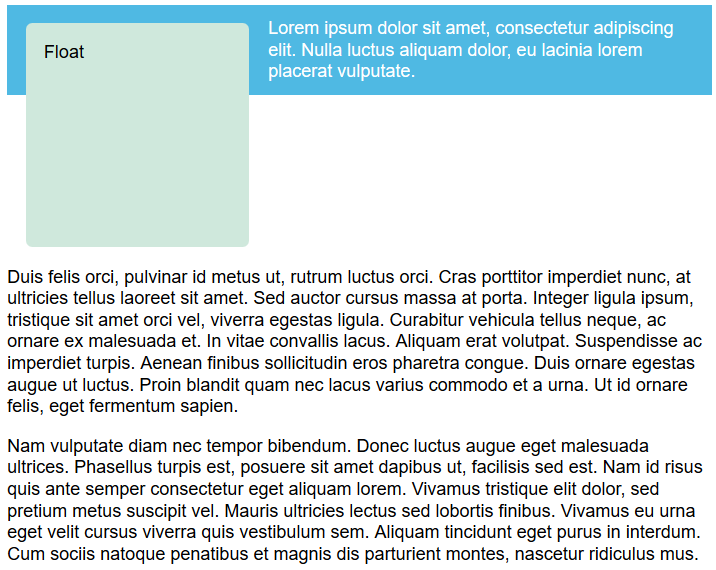 Float
Lorem ipsum dolor sit amet, consectetur adipiscing
elit. Nulla luctus aliquam dolor, eu lacinia lorem
placerat vulputate.
Duis felis orci, pulvinar id metus ut, rutrum luctus orci. Cras porttitor imperdiet nunc, at
ultricies tellus laoreet sit amet. Sed auctor cursus massa at porta. Integer ligula ipsum,
tristique sit amet orci vel, viverra egestas ligula. Curabitur vehicula tellus neque, ac
ornare ex malesuada et. In vitae convallis lacus. Aliquam erat volutpat. Suspendisse ac
imperdiet turpis. Aenean finibus sollicitudin eros pharetra congue. Duis ornare egestas
augue ut luctus. Proin blandit quam nec lacus varius commodo et a urna. Ut id ornare
felis, eget fermentum sapien.
Nam vulputate diam nec tempor bibendum. Donec luctus augue eget malesuada
ultrices. Phasellus turpis est, posuere sit amet dapibus ut, facilisis sed est. Nam id risus
quis ante semper consectetur eget aliquam lorem. Vivamus tristique elit dolor, sed
pretium metus suscipit vel. Mauris ultricies lectus sed lobortis finibus. Vivamus eu urna
eget velit cursus viverra quis vestibulum sem. Aliquam tincidunt eget purus in interdum.
Cum sociis natoque penatibus et magnis dis parturient montes, nascetur ridiculus mus.